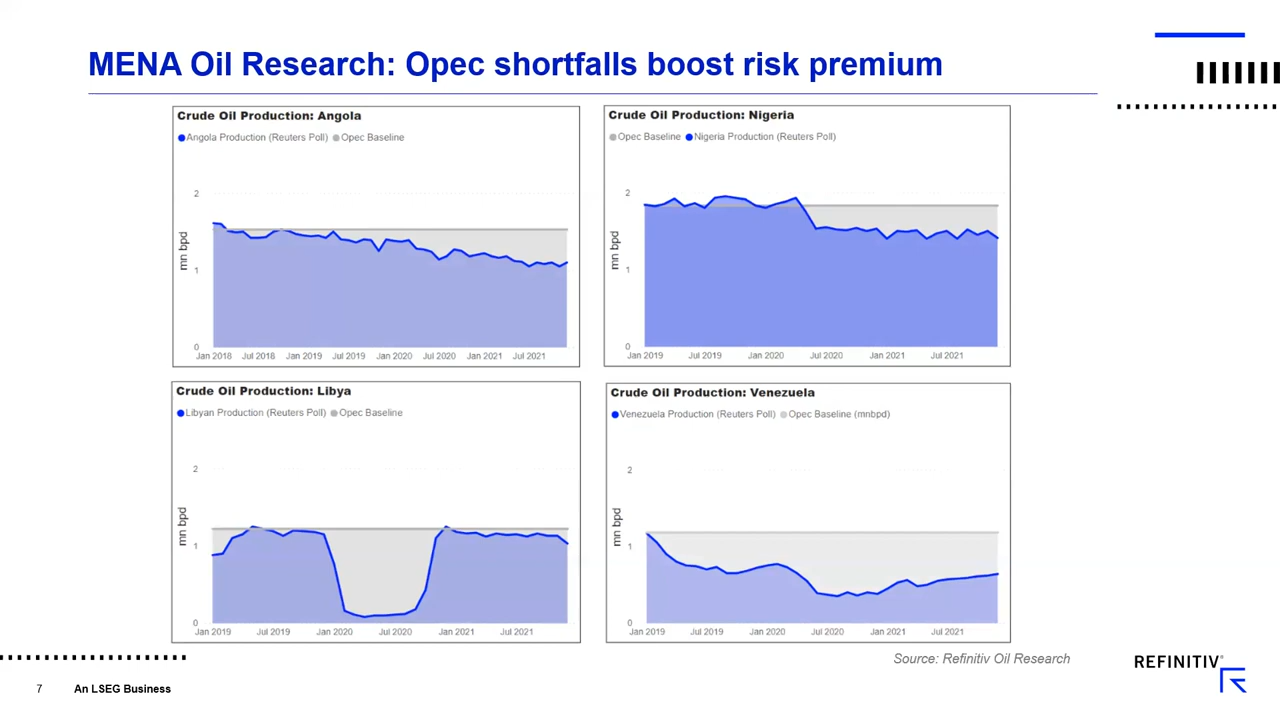 MENA Oil Research: Opec shortfalls boost risk premium
Crude Oil Production: Angola
Angola Production (Reuters Poll) Opec Baseline
2
mn bpd
1
0
Jan 2018 Jul 2018 Jan 2019 Jul 2019 Jan 2020 Jul 2020 Jan 2021 Jul 2021
Crude Oil Production: Nigeria
Opec Baseline Nigeria Production (Reuters Poll)
2
mn bpd
1
0
Jan 2019 Jul 2019 Jan 2020 Jul 2020 Jan 2021 Jul 2021
Crude Oil Production: Libya
Libyan Production (Reuters Poll) Opec Baseline
2
mn bpd
1
0
Jan 2019 Jul 2019 Jan 2020 Jul 2020 Jan 2021 Jul 2021
Crude Oil Production: Venezuela
Venezuela Production (Reuters Poll) Opec Baseline (mnbpd)
2
mn bpd
1
0
Jan 2019 Jul 2019 Jan 2020 Jul 2020 Jan 2021 Jul 2021
Source: Refinitiv Oil Research
REFINITIV
7 An LSEG Business